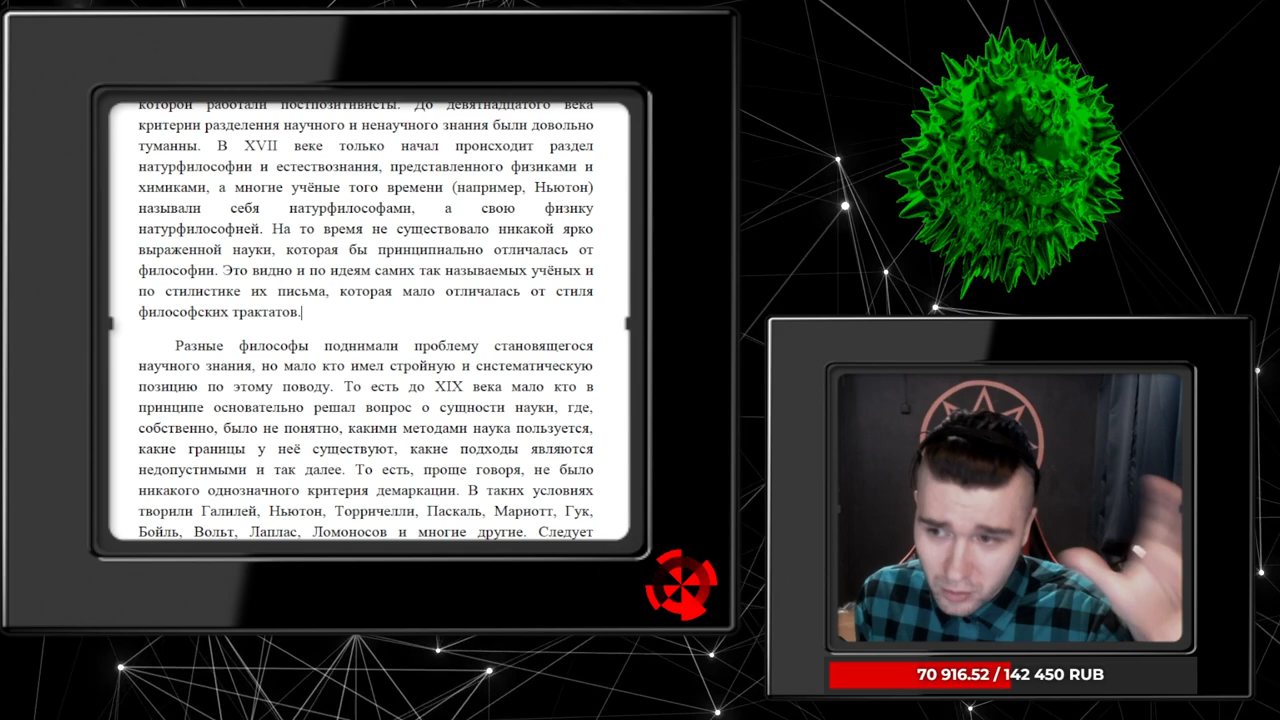 которой работали постпозитивисты. До девятнадцатого века
критерии разделения научного и ненаучного знания были довольно
туманны. В XVII веке только начал происходит раздел
натурфилософии и естествознания, представленного физиками и
химиками, а многие учёные того времени (например, Ньютон)
называли себя натурфилософами, а свою физику
натурфилософией. На то время не существовало никакой ярко
выраженной науки, которая бы принципиально отличалась от
философии. Это видно и по идеям самих так называемых учёных и
по стилистике их письма, которая мало отличалась от стиля
философских трактатов.
Разные философы поднимали проблему становящегося
научного знания, но мало кто имел стройную и систематическую
позицию по этому поводу. То есть до XIX века мало кто в
принципе основательно решал вопрос о сущности науки, где,
собственно, было не понятно, какими методами наука пользуется,
какие границы у неё существуют, какие подходы являются
недопустимыми и так далее. То есть, проще говоря, не было
никакого однозначного критерия демаркации. В таких условиях
творили Галилей, Ньютон, Торричелли, Паскаль, Мариотт, Гук,
Бойль, Вольт, Лаплас, Ломоносов и многие другие. Следует
70 916.52 / 142 450 RUB